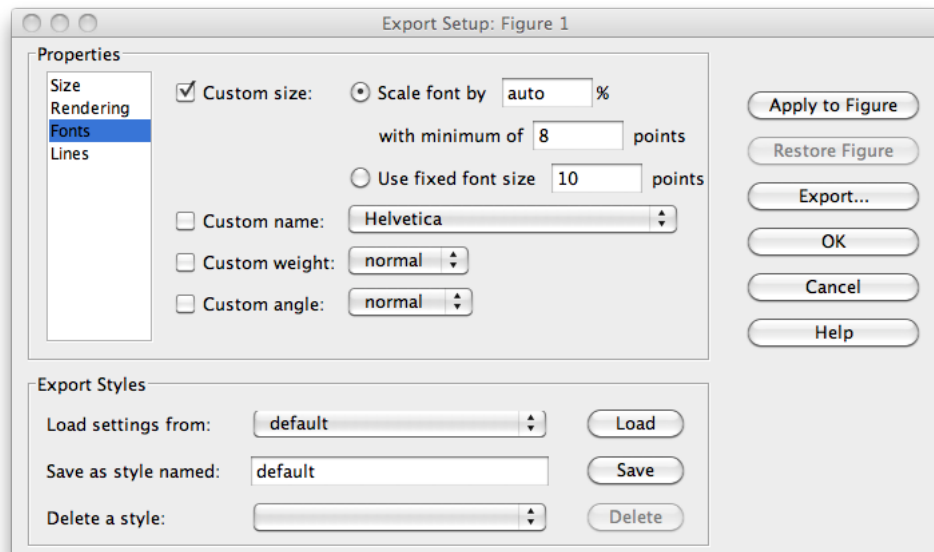 Export Setup: Figure 1
Properties
Size
Rendering
Fonts
Lines
Custom size: Scale font by auto %
with minimum of 8 points
Use fixed font size 10 points
Custom name: Helvetica
Custom weight: normal
Custom angle: normal
Apply to Figure
Restore Figure
Export...
OK
Cancel
Help
Export Styles
Load settings from: default Load
Save as style named: default Save
Delete a style: Delete